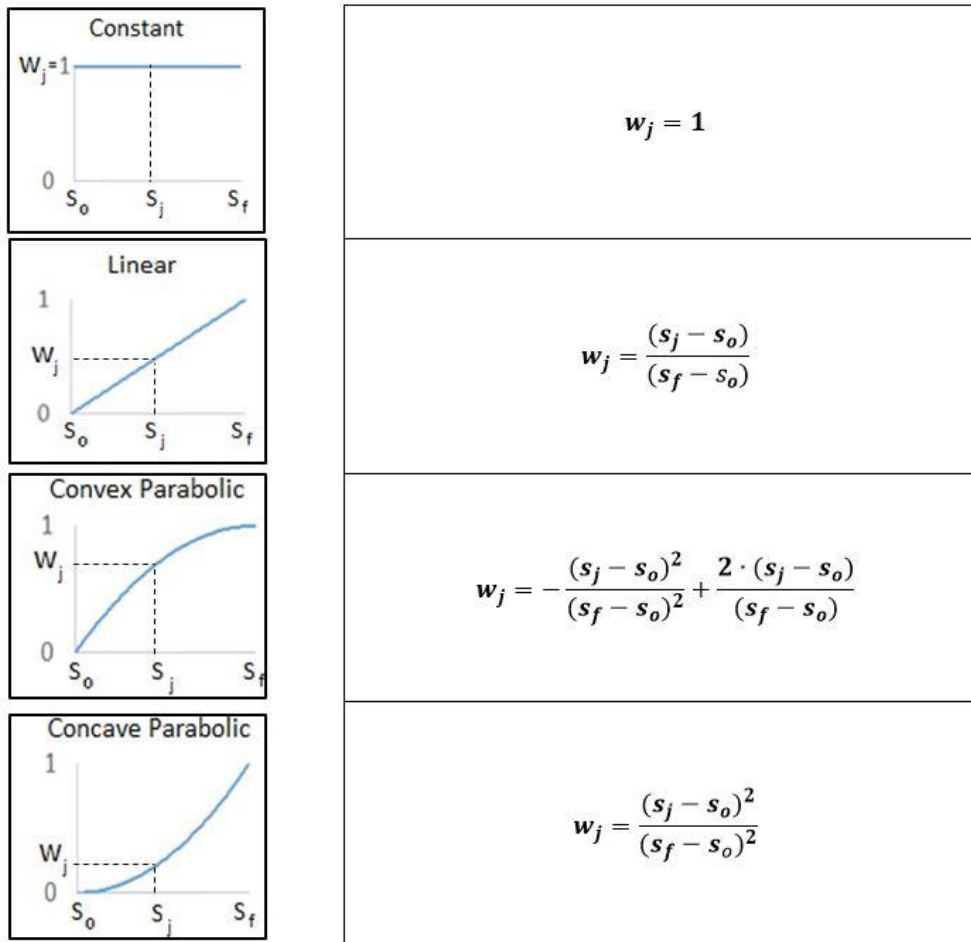 Constant
W_j=1
0
S_o S_j S_f
w_j = 1
Linear
1
W_j
0
S_o S_j S_f
w_j = (s_j − s_o) / (s_f − s_o)
Convex Parabolic
1
W_j
0
S_o S_j S_f
w_j = − (s_j − s_o)² / (s_f − s_o)² + 2 · (s_j − s_o) / (s_f − s_o)
Concave Parabolic
1
W_j
0
S_o S_j S_f
w_j = (s_j − s_o)² / (s_f − s_o)²